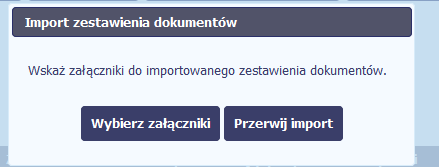 Import zestawienia dokumentów
Wskaż załączniki do importowanego zestawienia dokumentów.
Wybierz załączniki Przerwij import